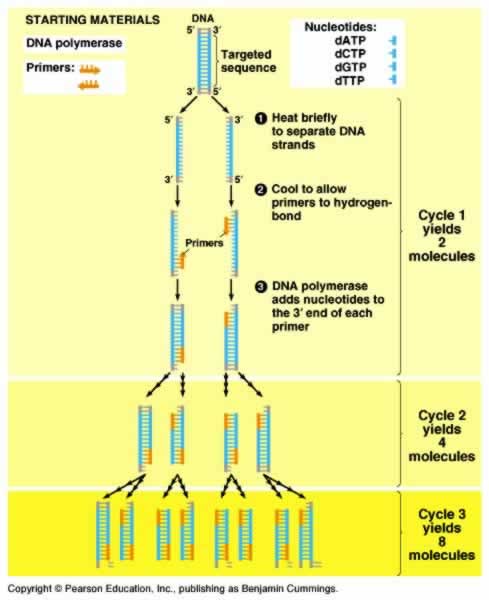 STARTING MATERIALS
DNA polymerase
Primers:
DNA
5′ 3′
Targeted
sequence
3′ 5′
Nucleotides:
dATP
dCTP
dGTP
dTTP
5′ 3′
3′ 5′
1 Heat briefly
to separate DNA
strands
2 Cool to allow
primers to hydrogen-
bond
Primers
3 DNA polymerase
adds nucleotides to
the 3′ end of each
primer
Cycle 1
yields
2
molecules
Cycle 2
yields
4
molecules
Cycle 3
yields
8
molecules
Copyright © Pearson Education, Inc., publishing as Benjamin Cummings.